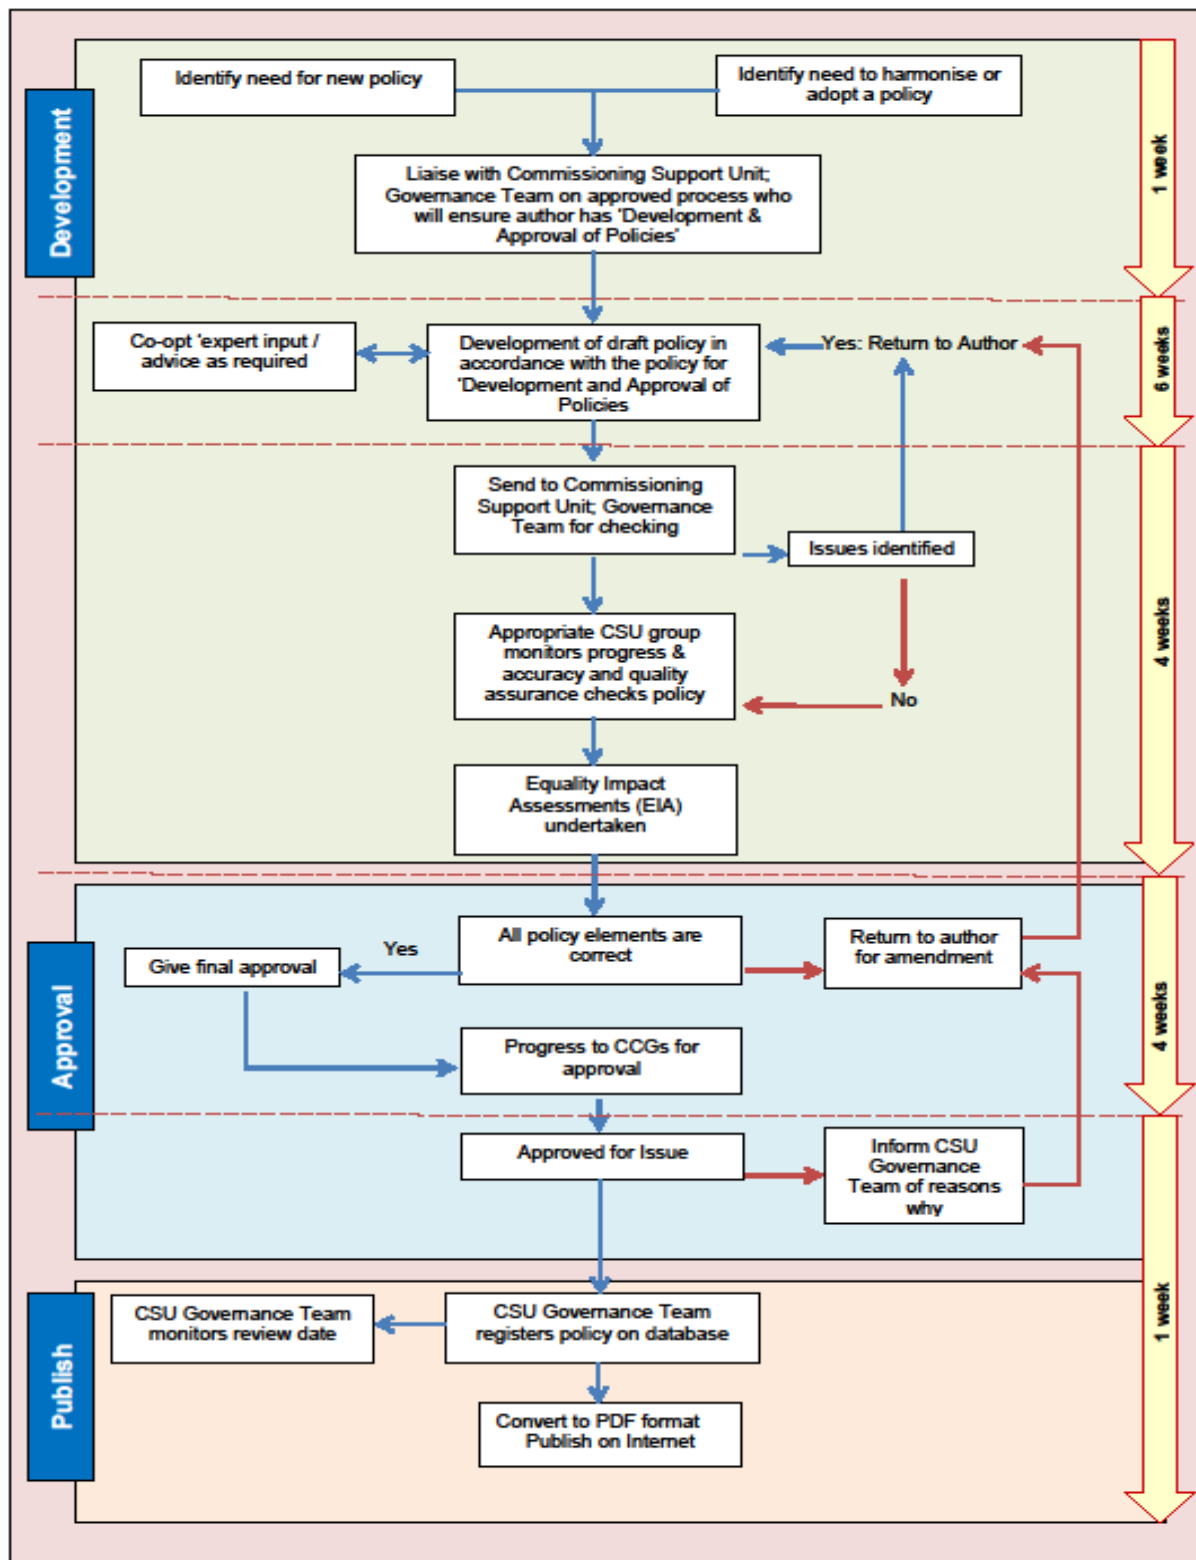 Development
Identify need for new policy
Identify need to harmonise or
adopt a policy
1 week
Liaise with Commissioning Support Unit;
Governance Team on approved process who
will ensure author has 'Development &
Approval of Policies'
Co-opt 'expert input /
advice as required
Development of draft policy in
accordance with the policy for
'Development and Approval of
Policies
Yes: Return to Author
6 weeks
Send to Commissioning
Support Unit; Governance
Team for checking
Issues identified
4 weeks
Appropriate CSU group
monitors progress &
accuracy and quality
assurance checks policy
No
Equality Impact
Assessments (EIA)
undertaken
Approval
All policy elements are
correct
Yes
Give final approval
Return to author
for amendment
4 weeks
Progress to CCGs for
approval
Approved for Issue
Inform CSU
Governance
Team of reasons
why
1 week
Publish
CSU Governance Team
monitors review date
CSU Governance Team
registers policy on database
Convert to PDF format
Publish on Internet